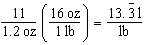 11/1.2 oz (16 oz/1 lb) = 13.3̄1/lb